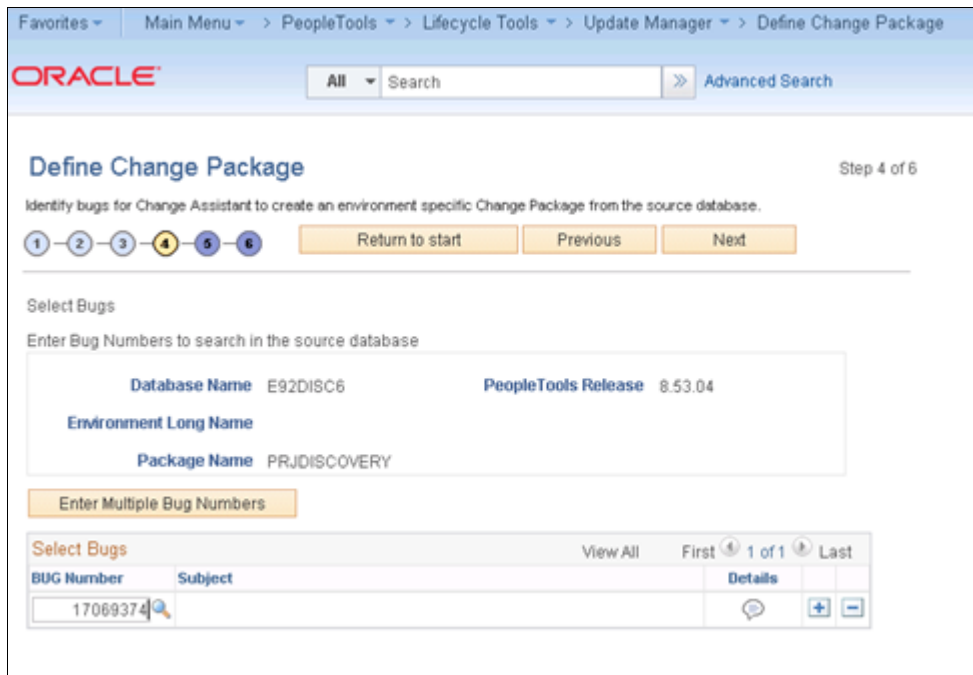 Favorites Main Menu > PeopleTools > Lifecycle Tools > Update Manager > Define Change Package
ORACLE All Search >> Advanced Search
Define Change Package Step 4 of 6
Identify bugs for Change Assistant to create an environment specific Change Package from the source database.
1 2 3 4 5 6 Return to start Previous Next
Select Bugs
Enter Bug Numbers to search in the source database
Database Name E92DISC6 PeopleTools Release 8.53.04
Environment Long Name
Package Name PRJDISCOVERY
Enter Multiple Bug Numbers
Select Bugs View All First 1 of 1 Last
BUG Number Subject Details
17069374 + -